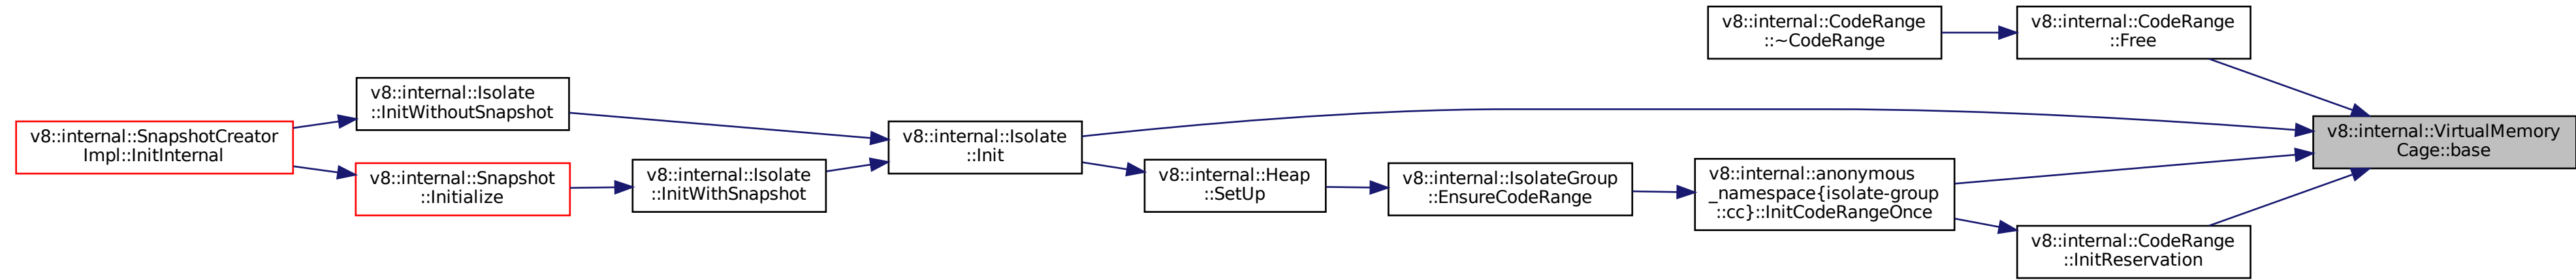 v8::internal::SnapshotCreator
Impl::InitInternal
v8::internal::Isolate
::InitWithoutSnapshot
v8::internal::Snapshot
::Initialize
v8::internal::Isolate
::InitWithSnapshot
v8::internal::Isolate
::Init
v8::internal::Heap
::SetUp
v8::internal::IsolateGroup
::EnsureCodeRange
v8::internal::anonymous
_namespace{isolate-group
::cc}::InitCodeRangeOnce
v8::internal::CodeRange
::~CodeRange
v8::internal::CodeRange
::Free
v8::internal::CodeRange
::InitReservation
v8::internal::VirtualMemory
Cage::base